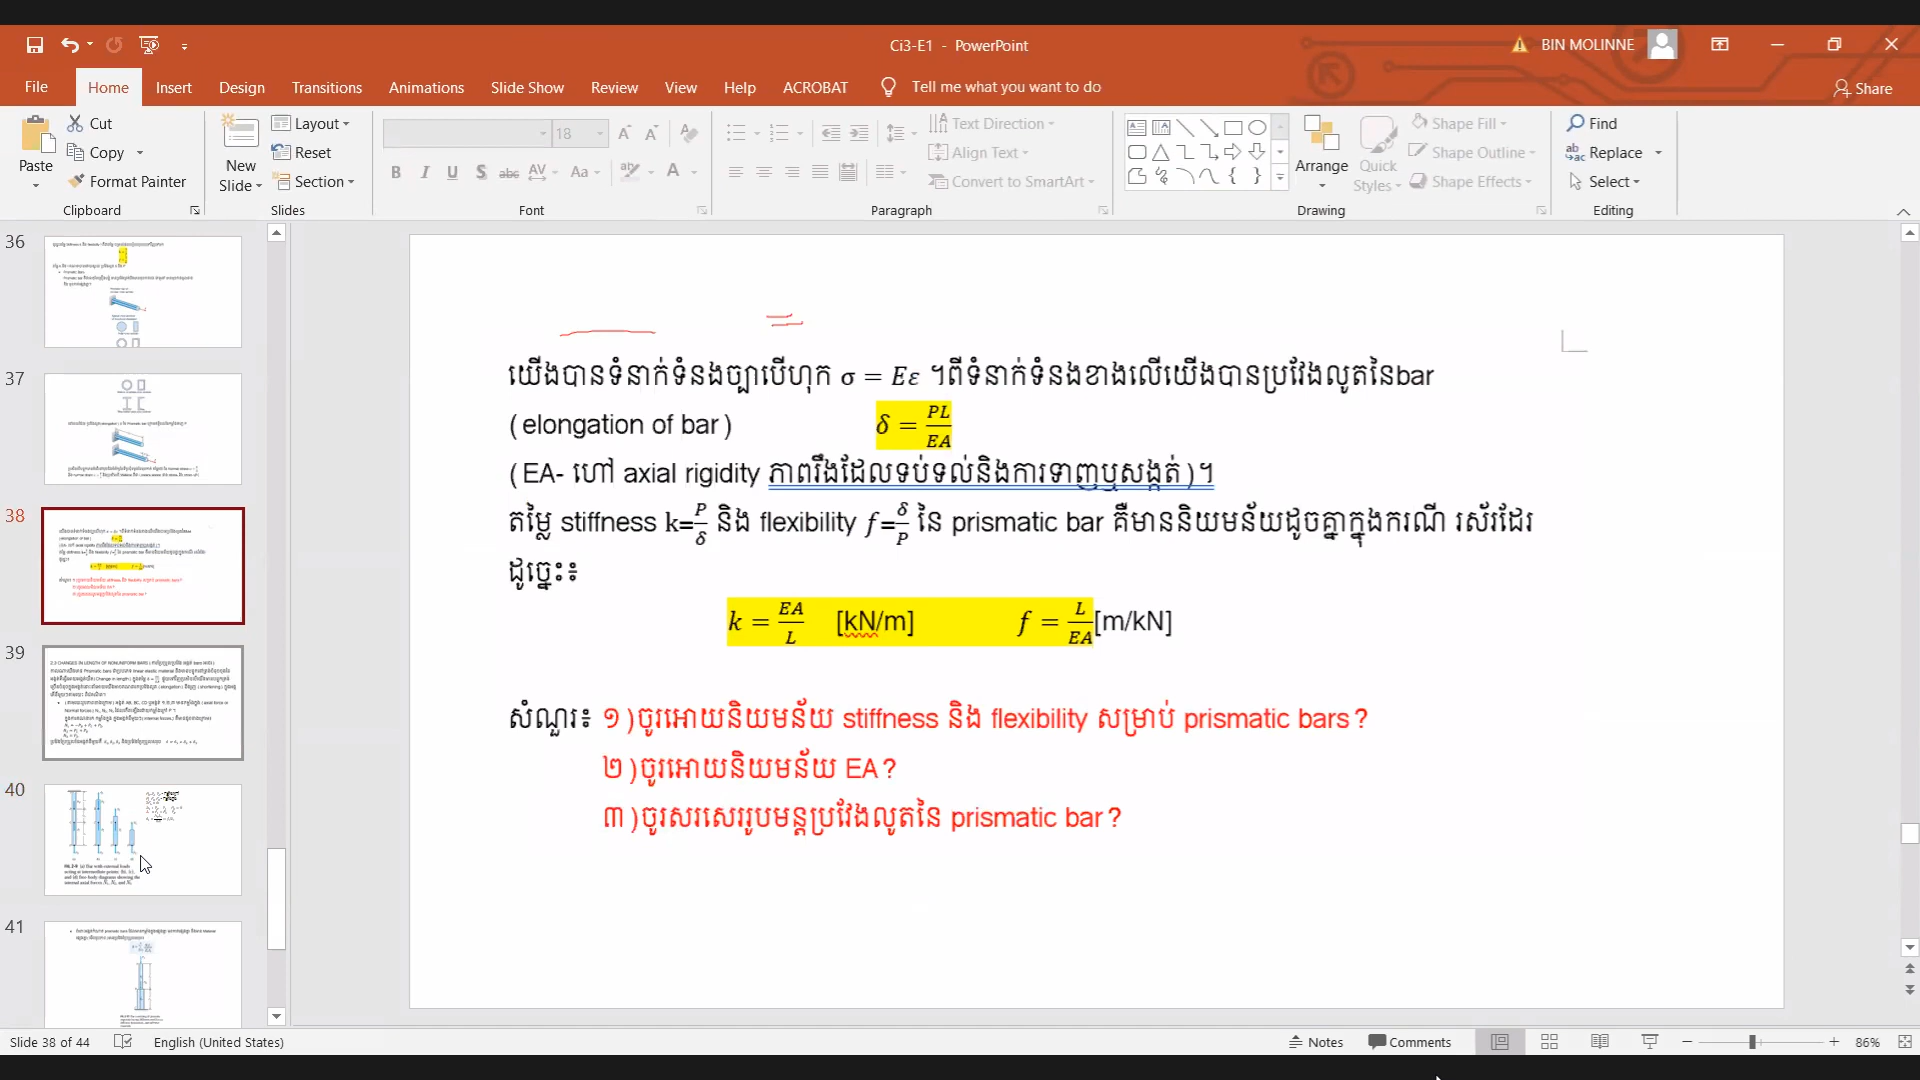 Ci3-E1 - PowerPoint
BIN MOLINNE
File Home Insert Design Transitions Animations Slide Show Review View Help ACROBAT Tell me what you want to do
Share
Cut
Copy
Format Painter
Paste
Clipboard
New Slide
Layout
Reset
Section
Slides
18
Font
Text Direction
Align Text
Convert to SmartArt
Paragraph
Arrange
Quick Styles
Shape Fill
Shape Outline
Shape Effects
Drawing
Find
Replace
Select
Editing
36
37
38
39
40
41
យើងបានទំនាក់ទំនងច្បាបើហុក σ = Eε ។ពីទំនាក់ទំនងខាងលើយើងបានប្រវែងលូតនៃbar
(elongation of bar) δ = PL/EA
(EA- ហៅ axial rigidity ភាពរឹងដែលទប់ទល់និងការទាញឬសង្កត់)។
តម្លៃ stiffness k=P/δ និង flexibility f=δ/P នៃ prismatic bar គឺមាននិយមន័យដូចគ្នាក្នុងករណី រស័រដែរ
ដូច្នេះ៖
k = EA/L [kN/m] f = L/EA [m/kN]
សំណួរ៖ ១)ចូរអោយនិយមន័យ stiffness និង flexibility សម្រាប់ prismatic bars?
២)ចូរអោយនិយមន័យ EA?
៣)ចូរសរសេររូបមន្តប្រវែងលូតនៃ prismatic bar?
Slide 38 of 44 English (United States) Notes Comments 86%